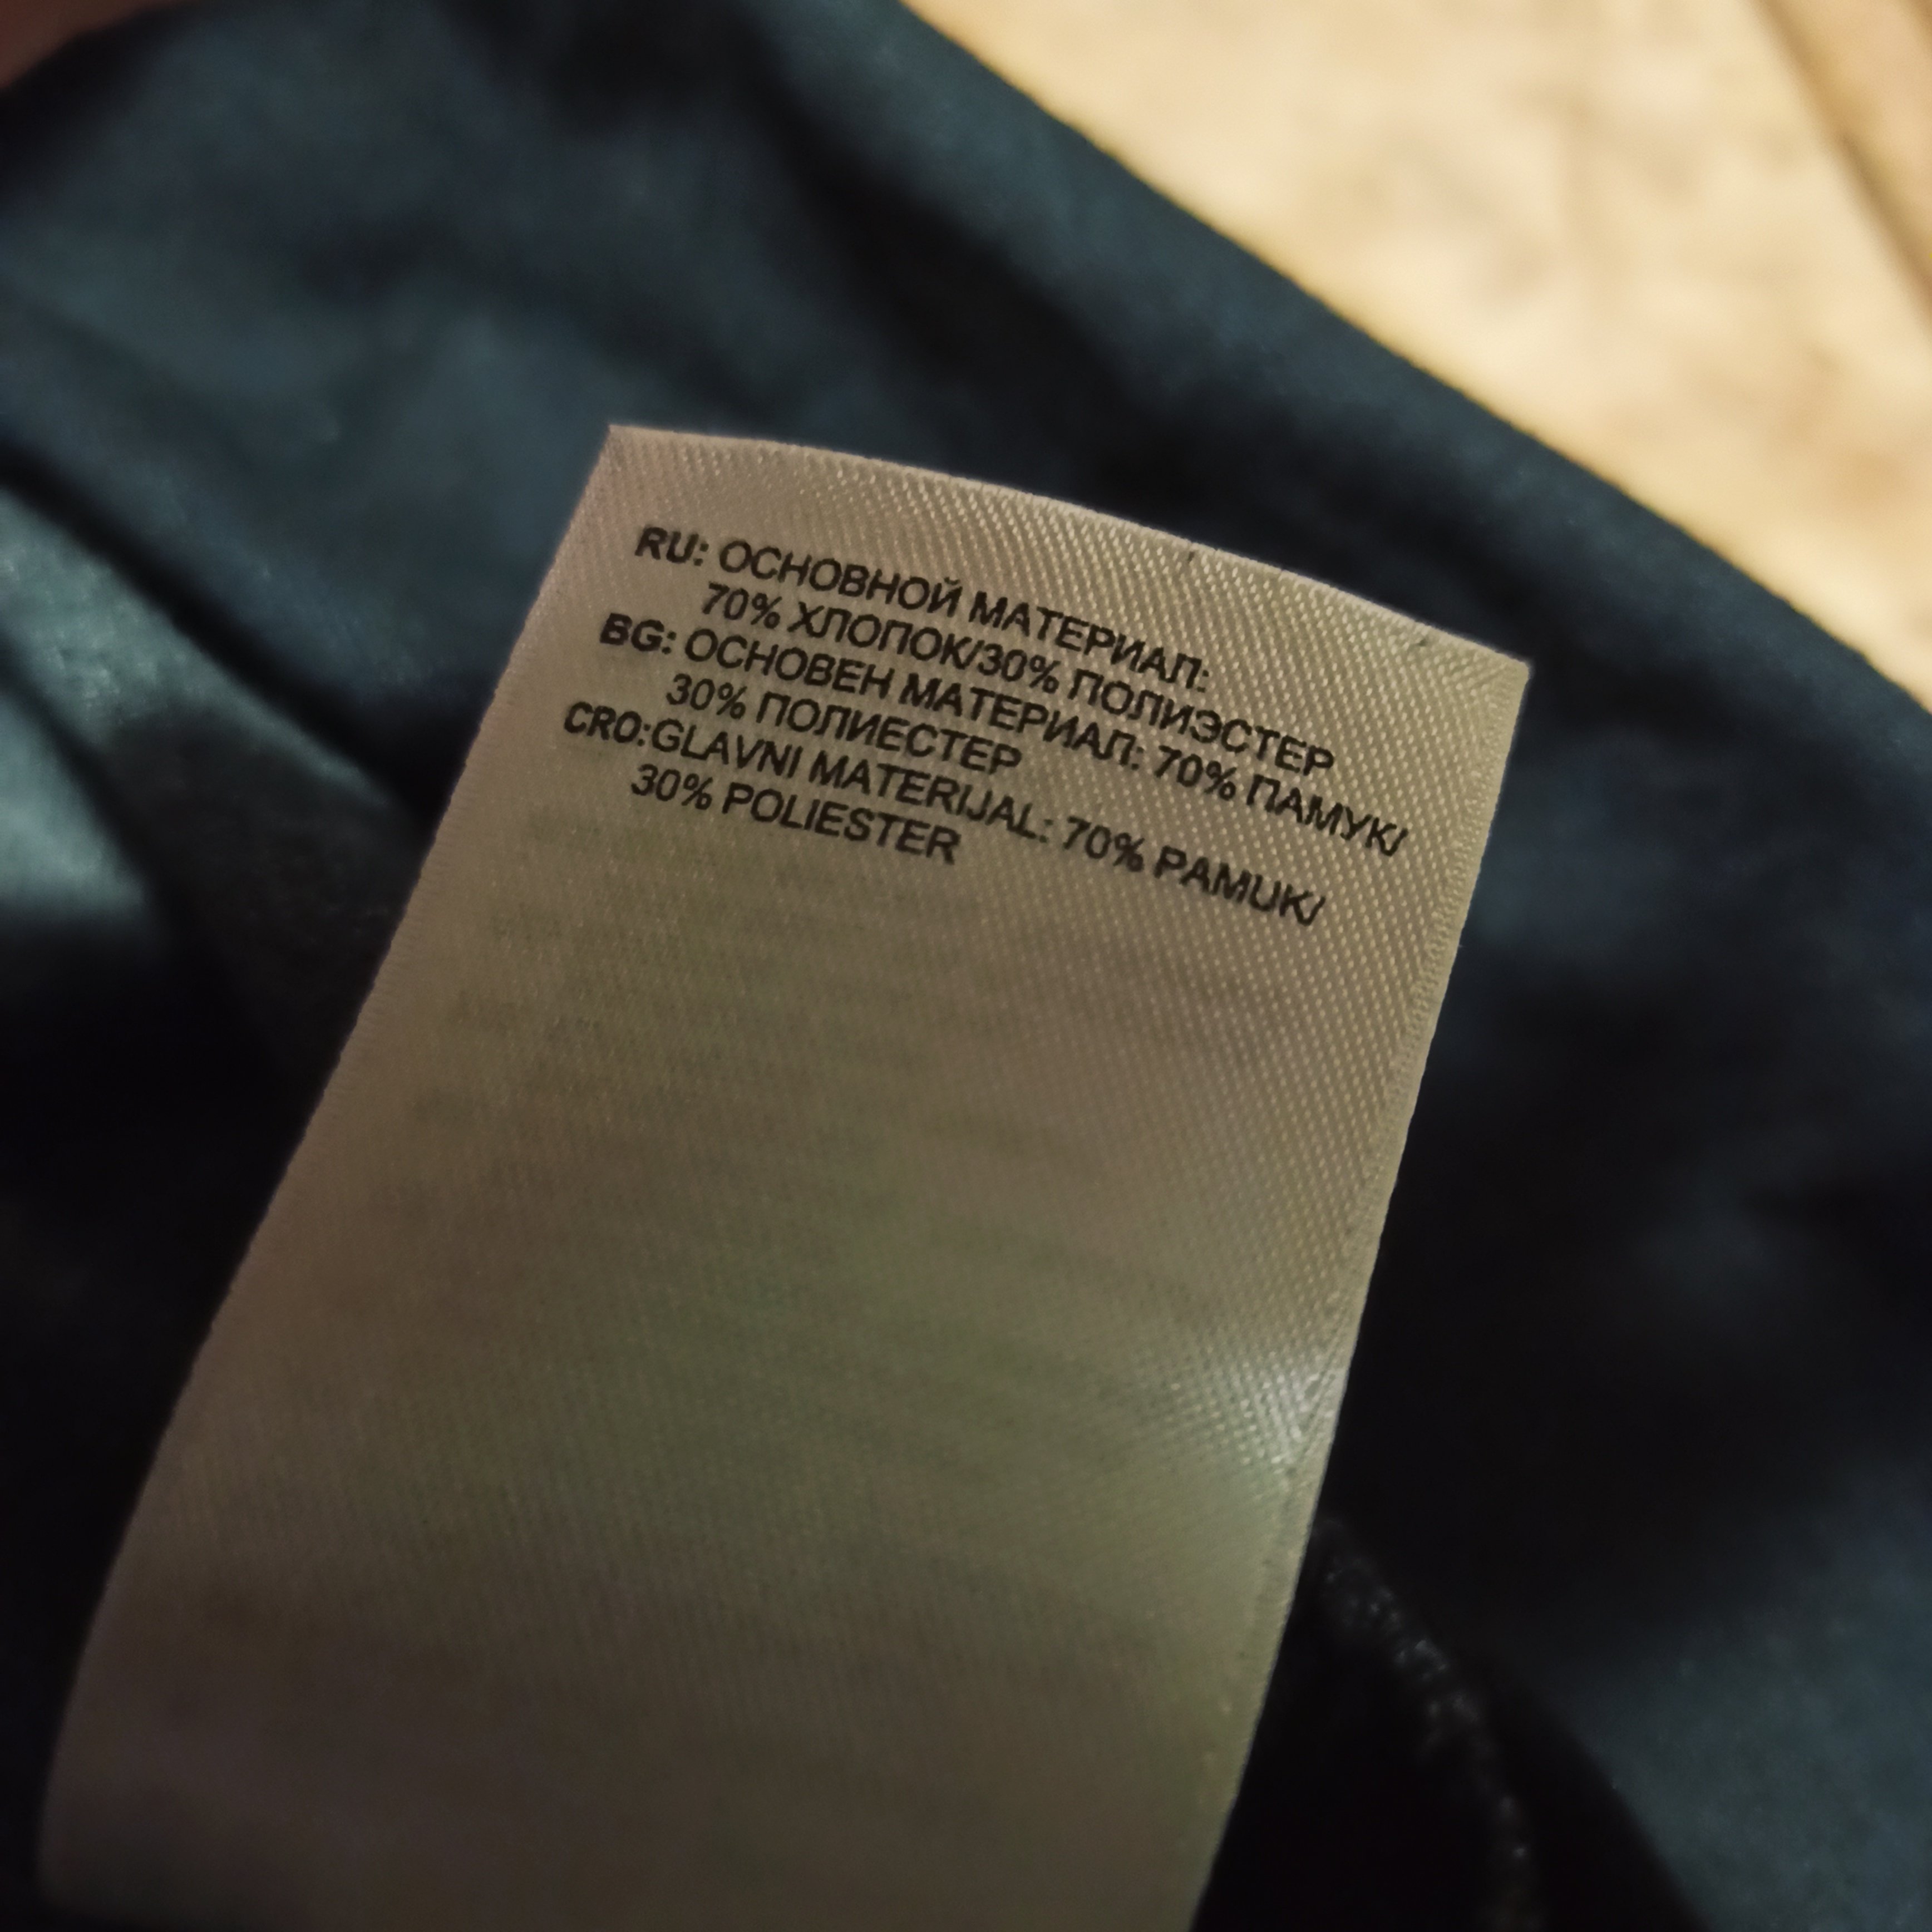 RU: ОСНОВНОЙ МАТЕРИАЛ:
70% ХЛОПОК/30% ПОЛИЭСТЕР
BG: ОСНОВЕН МАТЕРИАЛ: 70% ПАМУК/
30% ПОЛИЕСТЕР
CRO:GLAVNI MATERIJAL: 70% PAMUK/
30% POLIESTER